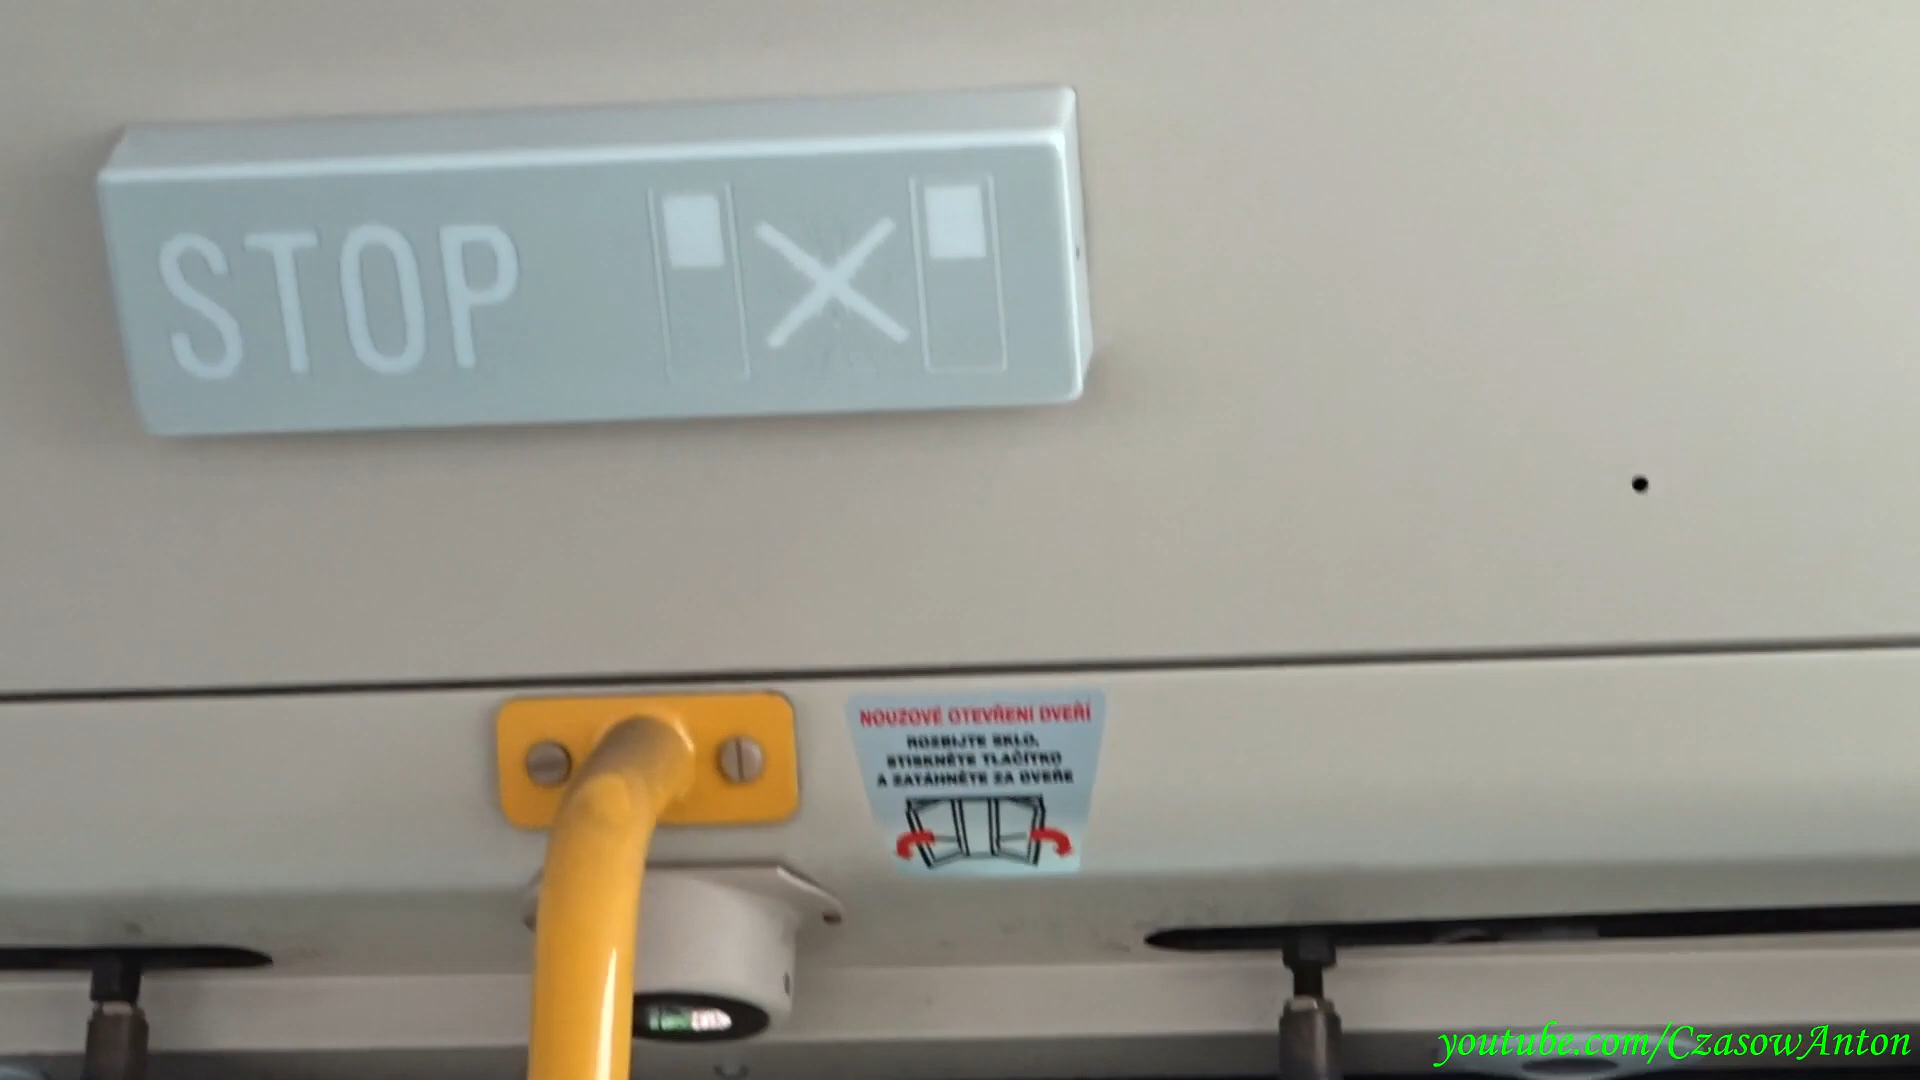 STOP
NOUZOVÉ OTEVŘENÍ DVEŘÍ
ROZBIJTE SKLO,
STISKNĚTE TLAČÍTKO
A ZATÁHNĚTE ZA DVEŘE
youtube.com/CzasowAnton